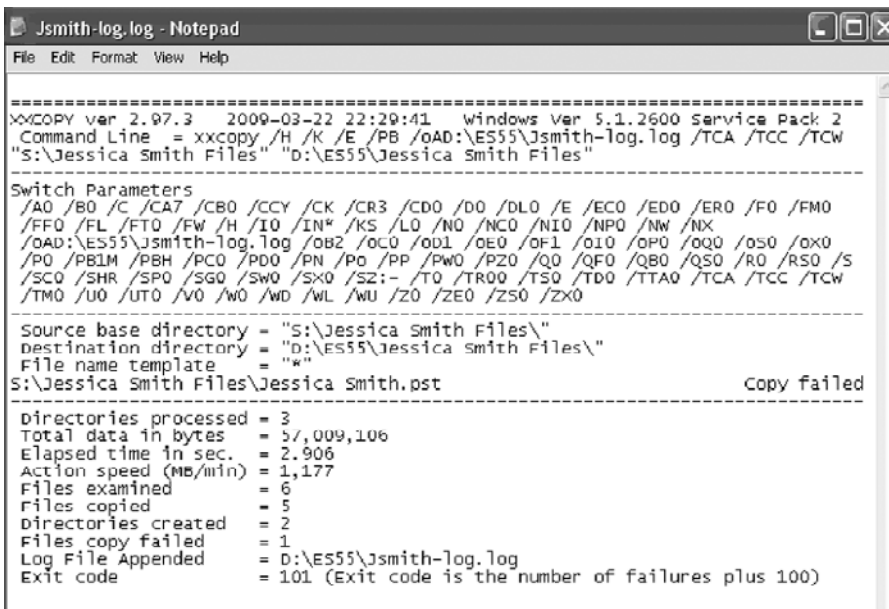 Jsmith-log.log - Notepad
File Edit Format View Help
================================================================================
XXCOPY ver 2.97.3 2009-03-22 22:29:41 Windows Ver 5.1.2600 Service Pack 2
Command Line = xxcopy /H /K /E /PB /oAD:\ES55\Jsmith-log.log /TCA /TCC /TCW
"S:\Jessica Smith Files" "D:\ES55\Jessica Smith Files"
--------------------------------------------------------------------------------
Switch Parameters
/A0 /B0 /C /CA7 /CB0 /CCY /CK /CR3 /CD0 /D0 /DL0 /E /EC0 /ED0 /ER0 /F0 /FM0
/FF0 /FL /FT0 /FW /H /I0 /IN* /KS /L0 /N0 /NC0 /NI0 /NP0 /NW /NX
/oAD:\ES55\Jsmith-log.log /oB2 /oC0 /oD1 /oE0 /oF1 /oI0 /oP0 /oQ0 /oS0 /oX0
/P0 /PB1M /PBH /PC0 /PD0 /PN /Po /PP /PW0 /PZ0 /Q0 /QF0 /QB0 /QS0 /R0 /RS0 /S
/SC0 /SHR /SP0 /SG0 /SW0 /SX0 /SZ:- /T0 /TR00 /TS0 /TD0 /TTA0 /TCA /TCC /TCW
/TM0 /U0 /UT0 /V0 /W0 /WD /WL /WU /Z0 /ZE0 /ZS0 /ZX0
--------------------------------------------------------------------------------
Source base directory = "S:\Jessica Smith Files\"
Destination directory = "D:\ES55\Jessica Smith Files\"
File name template = "*"
S:\Jessica Smith Files\Jessica Smith.pst Copy failed
--------------------------------------------------------------------------------
Directories processed = 3
Total data in bytes = 57,009,106
Elapsed time in sec. = 2.906
Action speed (MB/min) = 1,177
Files examined = 6
Files copied = 5
Directories created = 2
Files copy failed = 1
Log File Appended = D:\ES55\Jsmith-log.log
Exit code = 101 (Exit code is the number of failures plus 100)